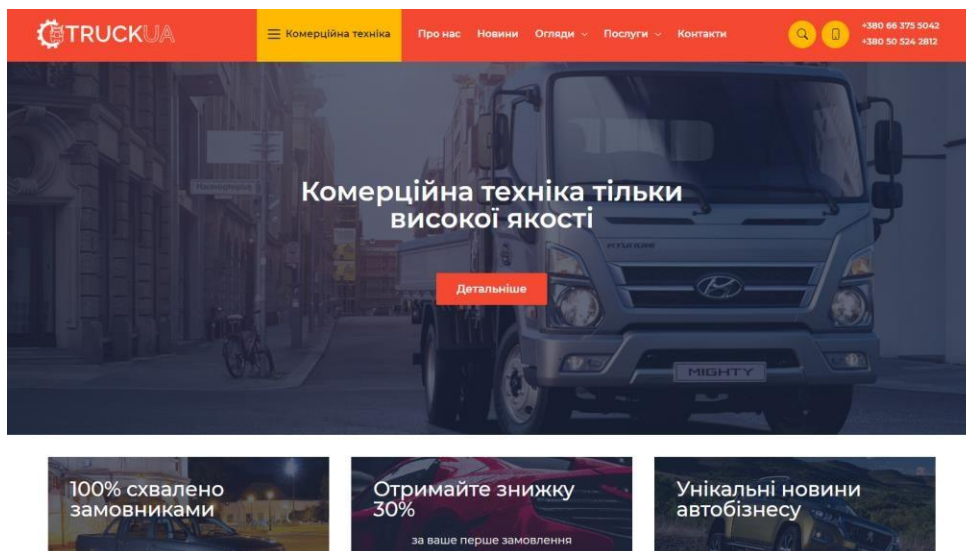 TRUCKUA
Комерційна техніка
Про нас
Новини
Огляди
Послуги
Контакти
+380 66 375 5042
+380 50 524 2812
Комерційна техніка тільки
високої якості
HYUNDAI
Детальніше
MIGHTY
100% схвалено
замовниками
Отримайте знижку
30%
за ваше перше замовлення
Унікальні новини
автобізнесу